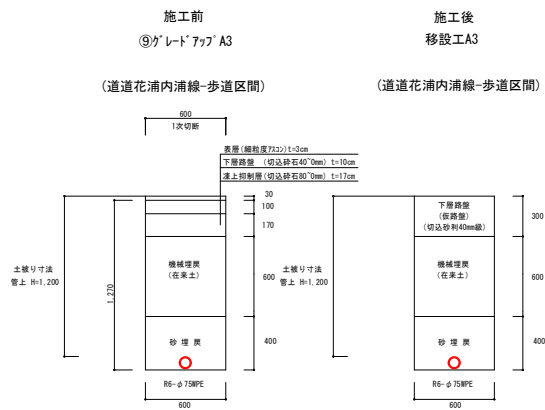 施工前
⑨ｸﾞﾚｰﾄﾞｱｯﾌﾟA3
(道道花浦内浦線-歩道区間)
600
1次切断
表層(細粒度ｱｽｺﾝ)t=3cm
下層路盤 (切込砕石40~0mm) t=10cm
凍上抑制層(切込砕石80~0mm)t=17cm
30
100
170
土被り寸法
管上 H=1,200
1,270
機械埋戻
(在来土)
600
砂 埋 戻
400
R6-φ75WPE
600
施工後
移設工A3
(道道花浦内浦線-歩道区間)
下層路盤
(仮路盤)
(切込砂利40mm級)
300
土被り寸法
管上 H=1,200
機械埋戻
(在来土)
600
砂 埋 戻
400
R6-φ75WPE
600